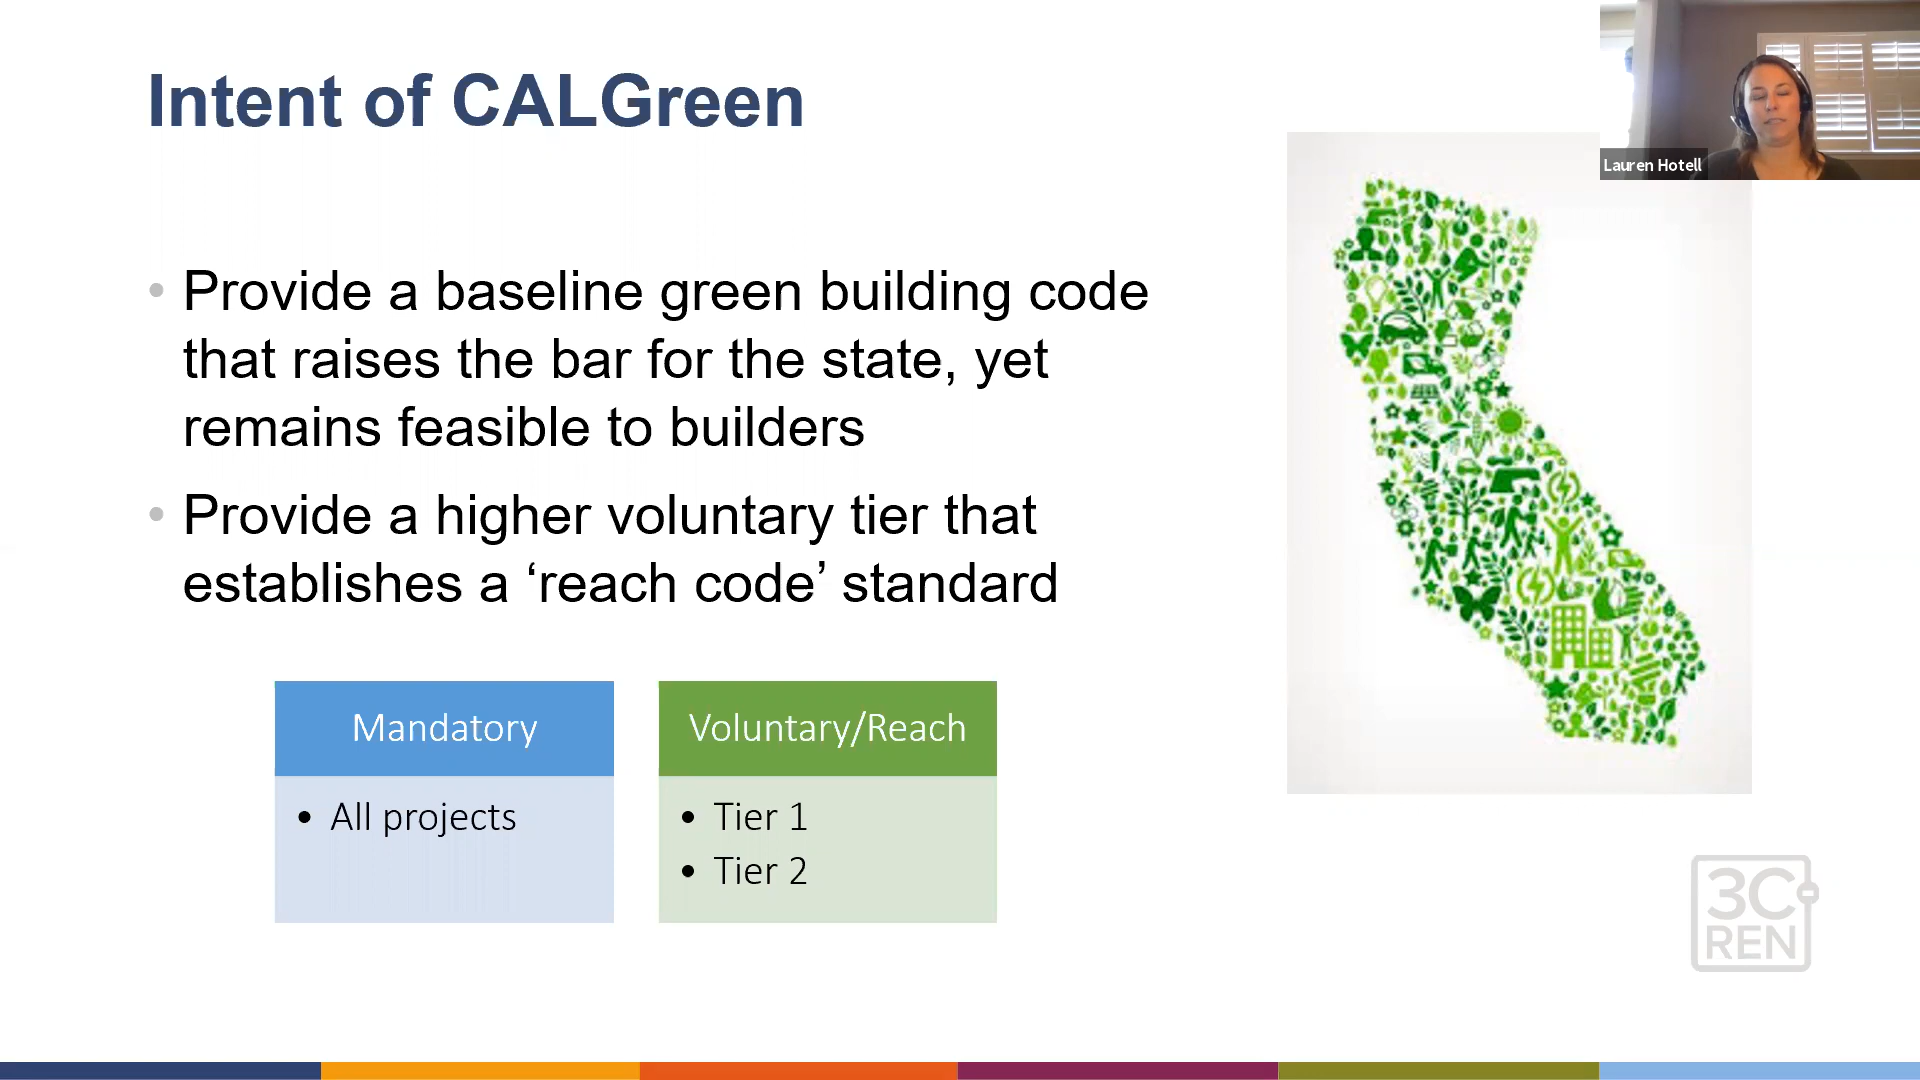 Intent of CALGreen
Lauren Hotell
• Provide a baseline green building code
that raises the bar for the state, yet
remains feasible to builders
• Provide a higher voluntary tier that
establishes a ‘reach code’ standard
Mandatory
• All projects
Voluntary/Reach
• Tier 1
• Tier 2
3C-
REN